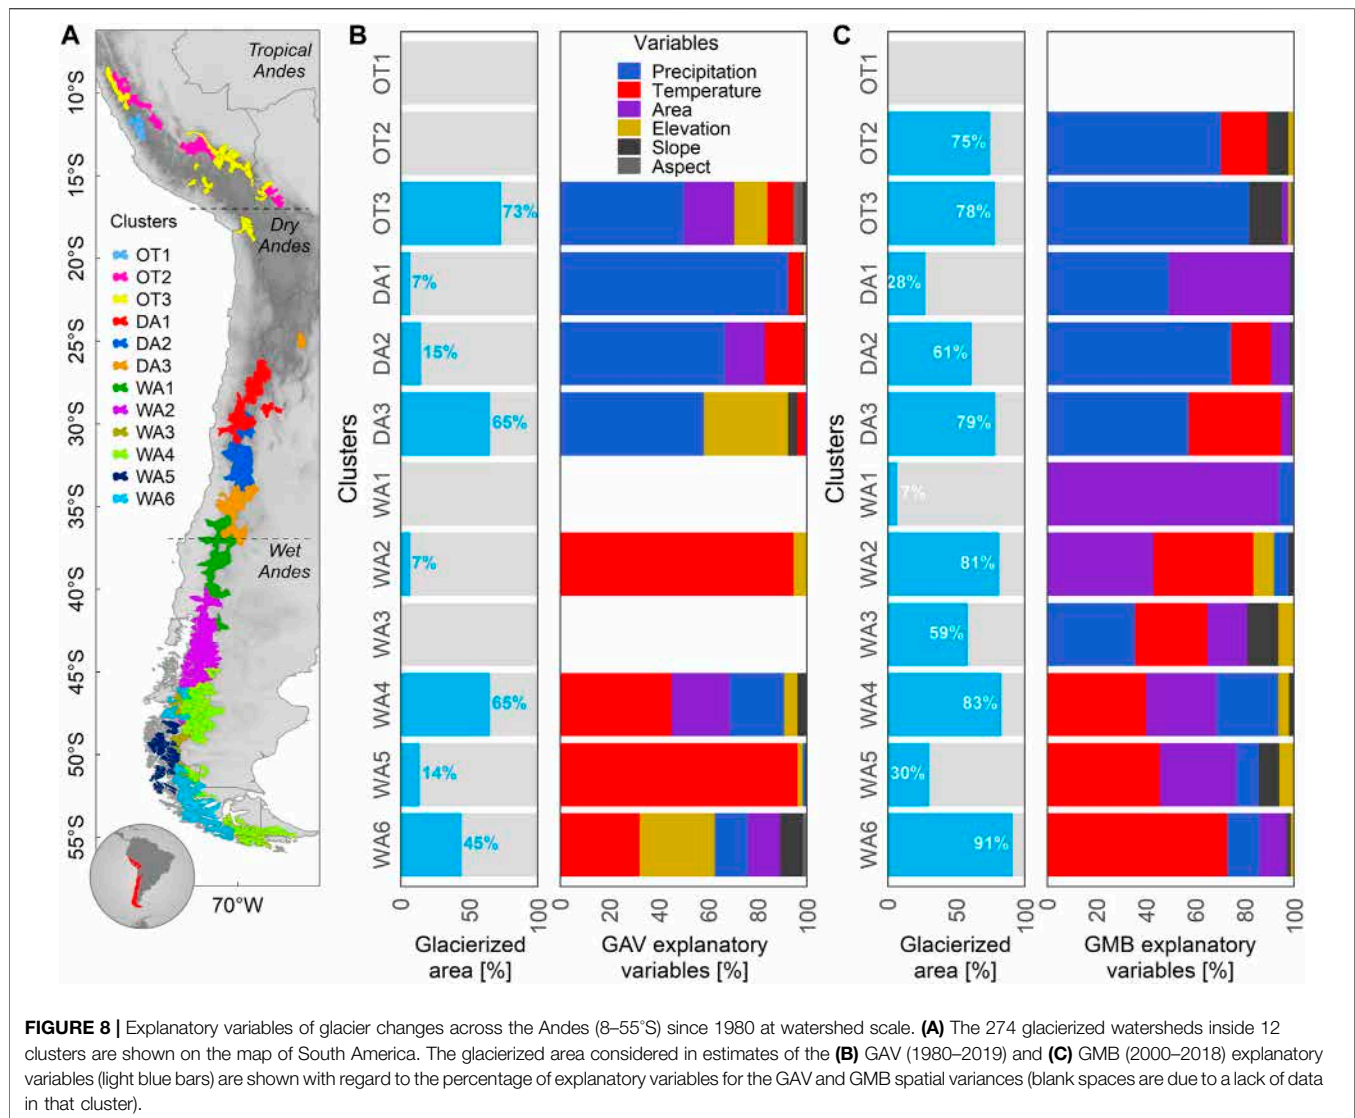 A
Tropical
Andes
Dry
Andes
Wet
Andes
10°S
15°S
20°S
25°S
30°S
35°S
40°S
45°S
50°S
55°S
70°W
Clusters
OT1
OT2
OT3
DA1
DA2
DA3
WA1
WA2
WA3
WA4
WA5
WA6
B
Clusters
OT1
OT2
OT3
DA1
DA2
DA3
WA1
WA2
WA3
WA4
WA5
WA6
73%
7%
15%
65%
7%
65%
14%
45%
0 50 100
Glacierized
area [%]
Variables
Precipitation
Temperature
Area
Elevation
Slope
Aspect
0 20 40 60 80 100
GAV explanatory
variables [%]
C
Clusters
OT1
OT2
OT3
DA1
DA2
DA3
WA1
WA2
WA3
WA4
WA5
WA6
75%
78%
28%
61%
79%
7%
81%
59%
83%
30%
91%
0 50 100
Glacierized
area [%]
0 20 40 60 80 100
GMB explanatory
variables [%]
FIGURE 8 | Explanatory variables of glacier changes across the Andes (8–55°S) since 1980 at watershed scale. (A) The 274 glacierized watersheds inside 12
clusters are shown on the map of South America. The glacierized area considered in estimates of the (B) GAV (1980–2019) and (C) GMB (2000–2018) explanatory
variables (light blue bars) are shown with regard to the percentage of explanatory variables for the GAV and GMB spatial variances (blank spaces are due to a lack of data
in that cluster).